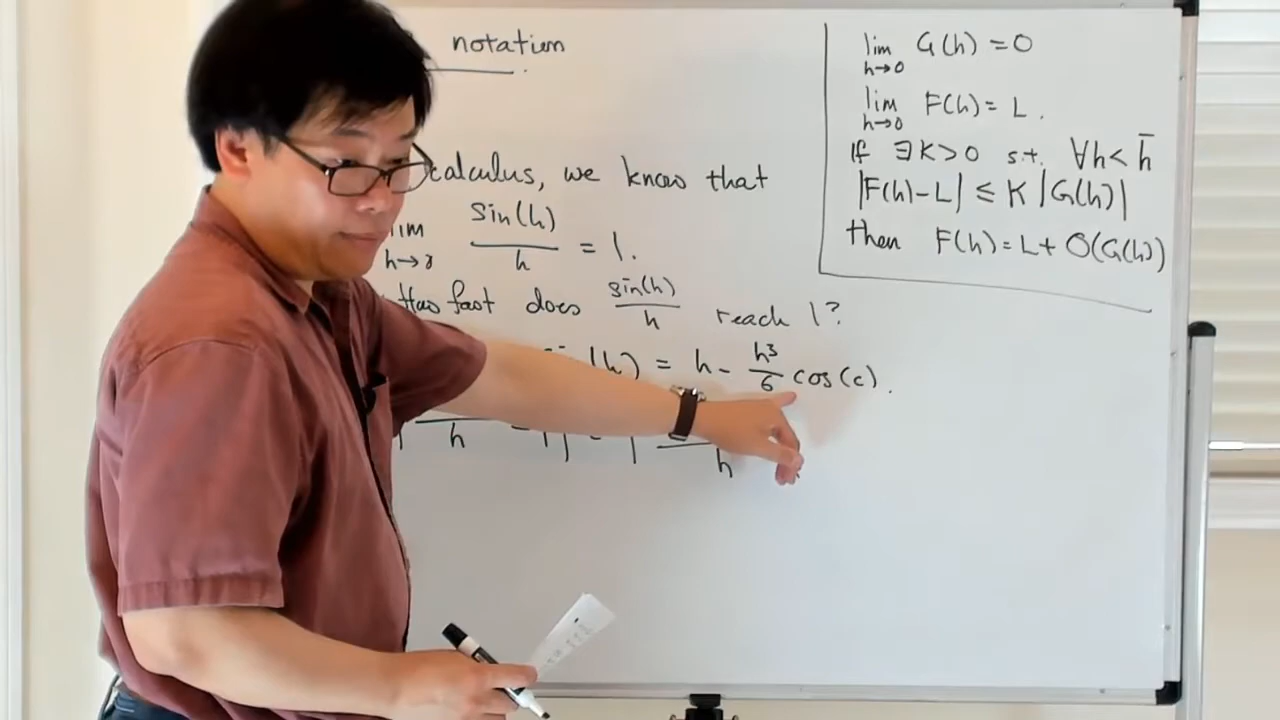 notation
calculus, we know that
lim h→0 sin(h)/h = 1.
fast does sin(h)/h reach 1?
(h) = h - h³/6 cos(c).
h - 1| = | h
lim h→0 G(h) = 0
lim h→0 F(h) = L.
If ∃K>0 s.t. ∀h< h̄
|F(h)-L| ≤ K |G(h)|
then F(h) = L + O(G(h))